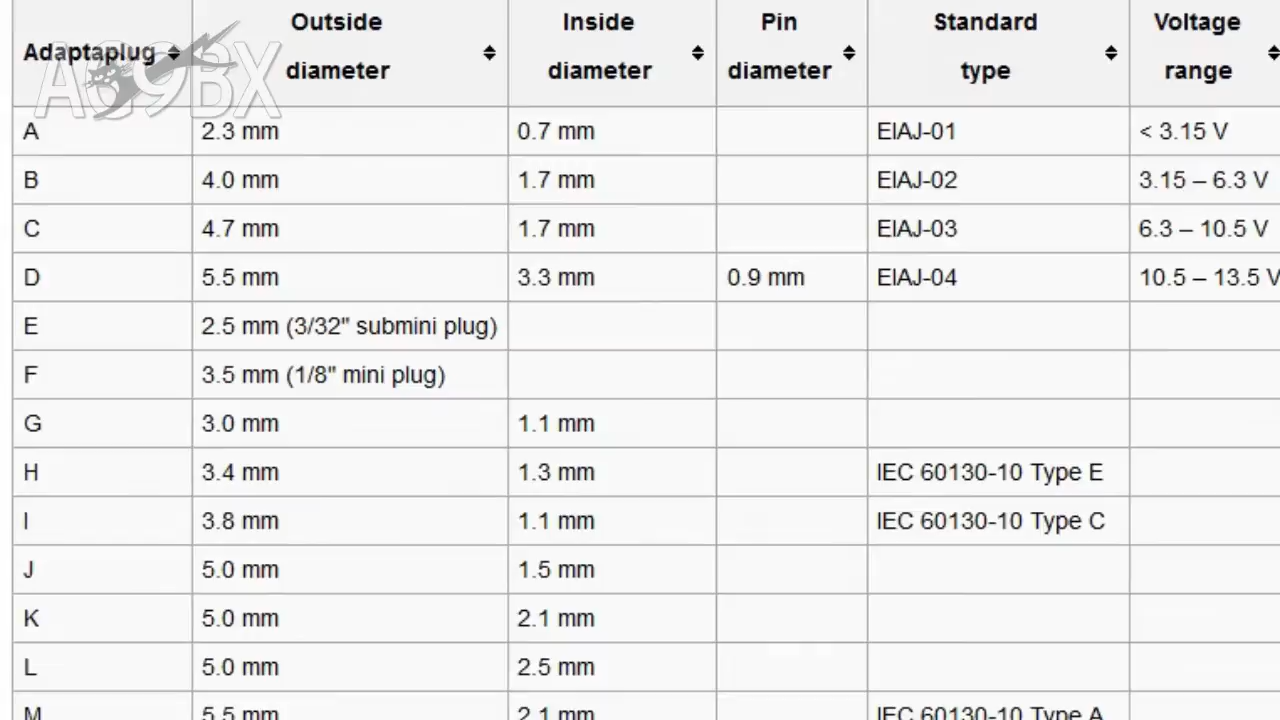 Adaptaplug Outside diameter Inside diameter Pin diameter Standard type Voltage range
A69BX
A 2.3 mm 0.7 mm EIAJ-01 < 3.15 V
B 4.0 mm 1.7 mm EIAJ-02 3.15 – 6.3 V
C 4.7 mm 1.7 mm EIAJ-03 6.3 – 10.5 V
D 5.5 mm 3.3 mm 0.9 mm EIAJ-04 10.5 – 13.5 V
E 2.5 mm (3/32" submini plug)
F 3.5 mm (1/8" mini plug)
G 3.0 mm 1.1 mm
H 3.4 mm 1.3 mm IEC 60130-10 Type E
I 3.8 mm 1.1 mm IEC 60130-10 Type C
J 5.0 mm 1.5 mm
K 5.0 mm 2.1 mm
L 5.0 mm 2.5 mm
M 5.5 mm 2.1 mm IEC 60130-10 Type A